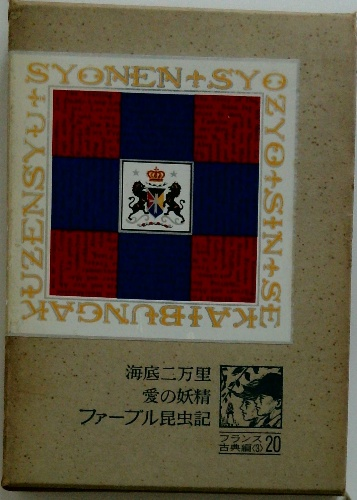 SYONEN+SYO
ZYO+SIN+SE
KAIBUNGAK
UZENSYU+
海底二万里
愛の妖精
ファーブル昆虫記
フランス
古典編③ 20